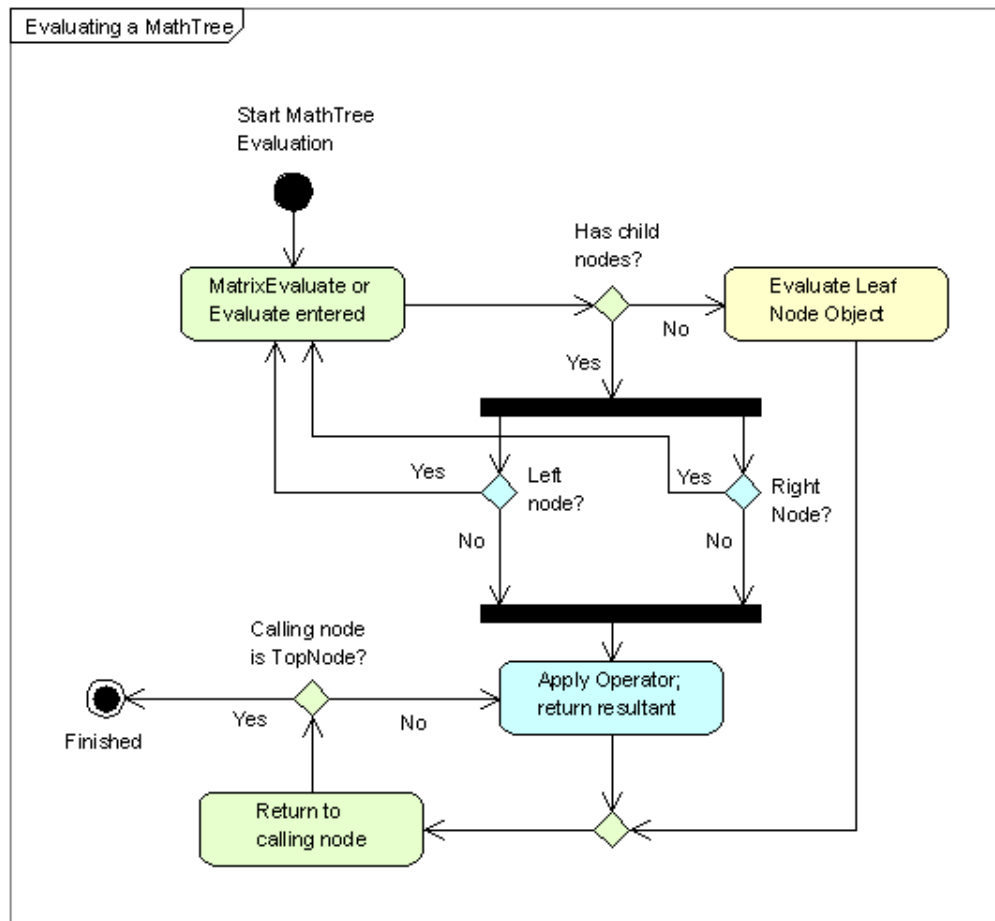 Evaluating a MathTree
Start MathTree
Evaluation
Has child
nodes?
MatrixEvaluate or
Evaluate entered
Evaluate Leaf
Node Object
No
Yes
Yes
Left
node?
Yes
Right
Node?
No
No
Calling node
is TopNode?
Apply Operator;
return resultant
Yes
No
Finished
Return to
calling node